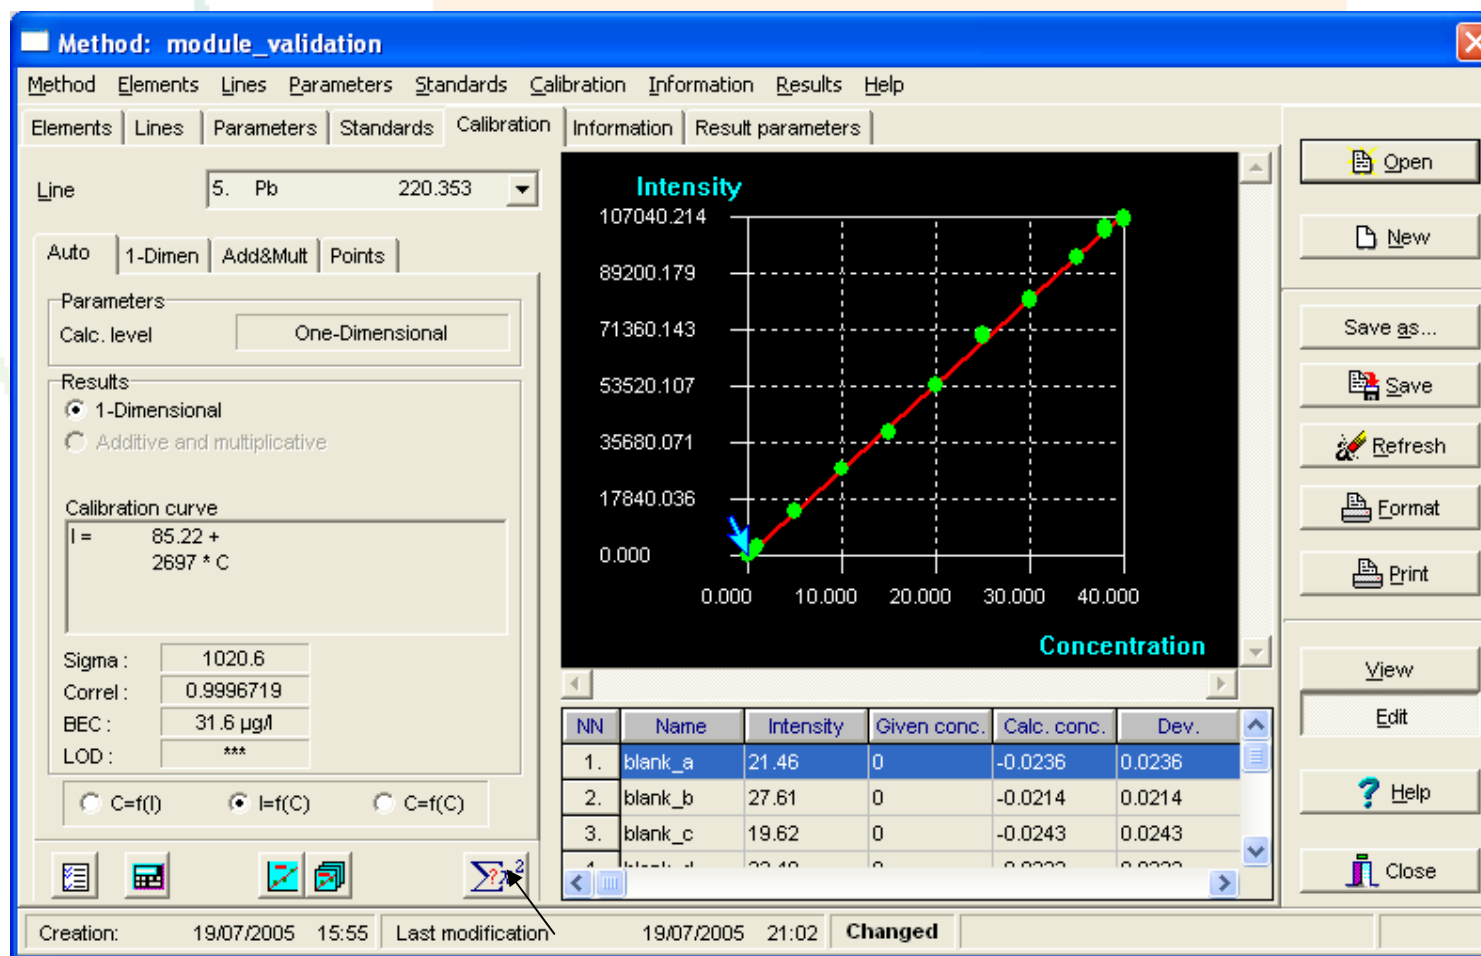 Method: module_validation
Method Elements Lines Parameters Standards Calibration Information Results Help
Elements Lines Parameters Standards Calibration Information Result parameters
Line 5. Pb 220.353
Auto 1-Dimen Add&Mult Points
Parameters
Calc. level One-Dimensional
Results
1-Dimensional
Additive and multiplicative
Calibration curve
I = 85.22 +
2697 * C
Sigma : 1020.6
Correl : 0.9996719
BEC : 31.6 µg/l
LOD : ***
C=f(I) I=f(C) C=f(C)
Intensity
107040.214
89200.179
71360.143
53520.107
35680.071
17840.036
0.000
0.000 10.000 20.000 30.000 40.000
Concentration
NN Name Intensity Given conc. Calc. conc. Dev.
1. blank_a 21.46 0 -0.0236 0.0236
2. blank_b 27.61 0 -0.0214 0.0214
3. blank_c 19.62 0 -0.0243 0.0243
Open
New
Save as...
Save
Refresh
Format
Print
View
Edit
Help
Close
Creation: 19/07/2005 15:55 Last modification 19/07/2005 21:02 Changed